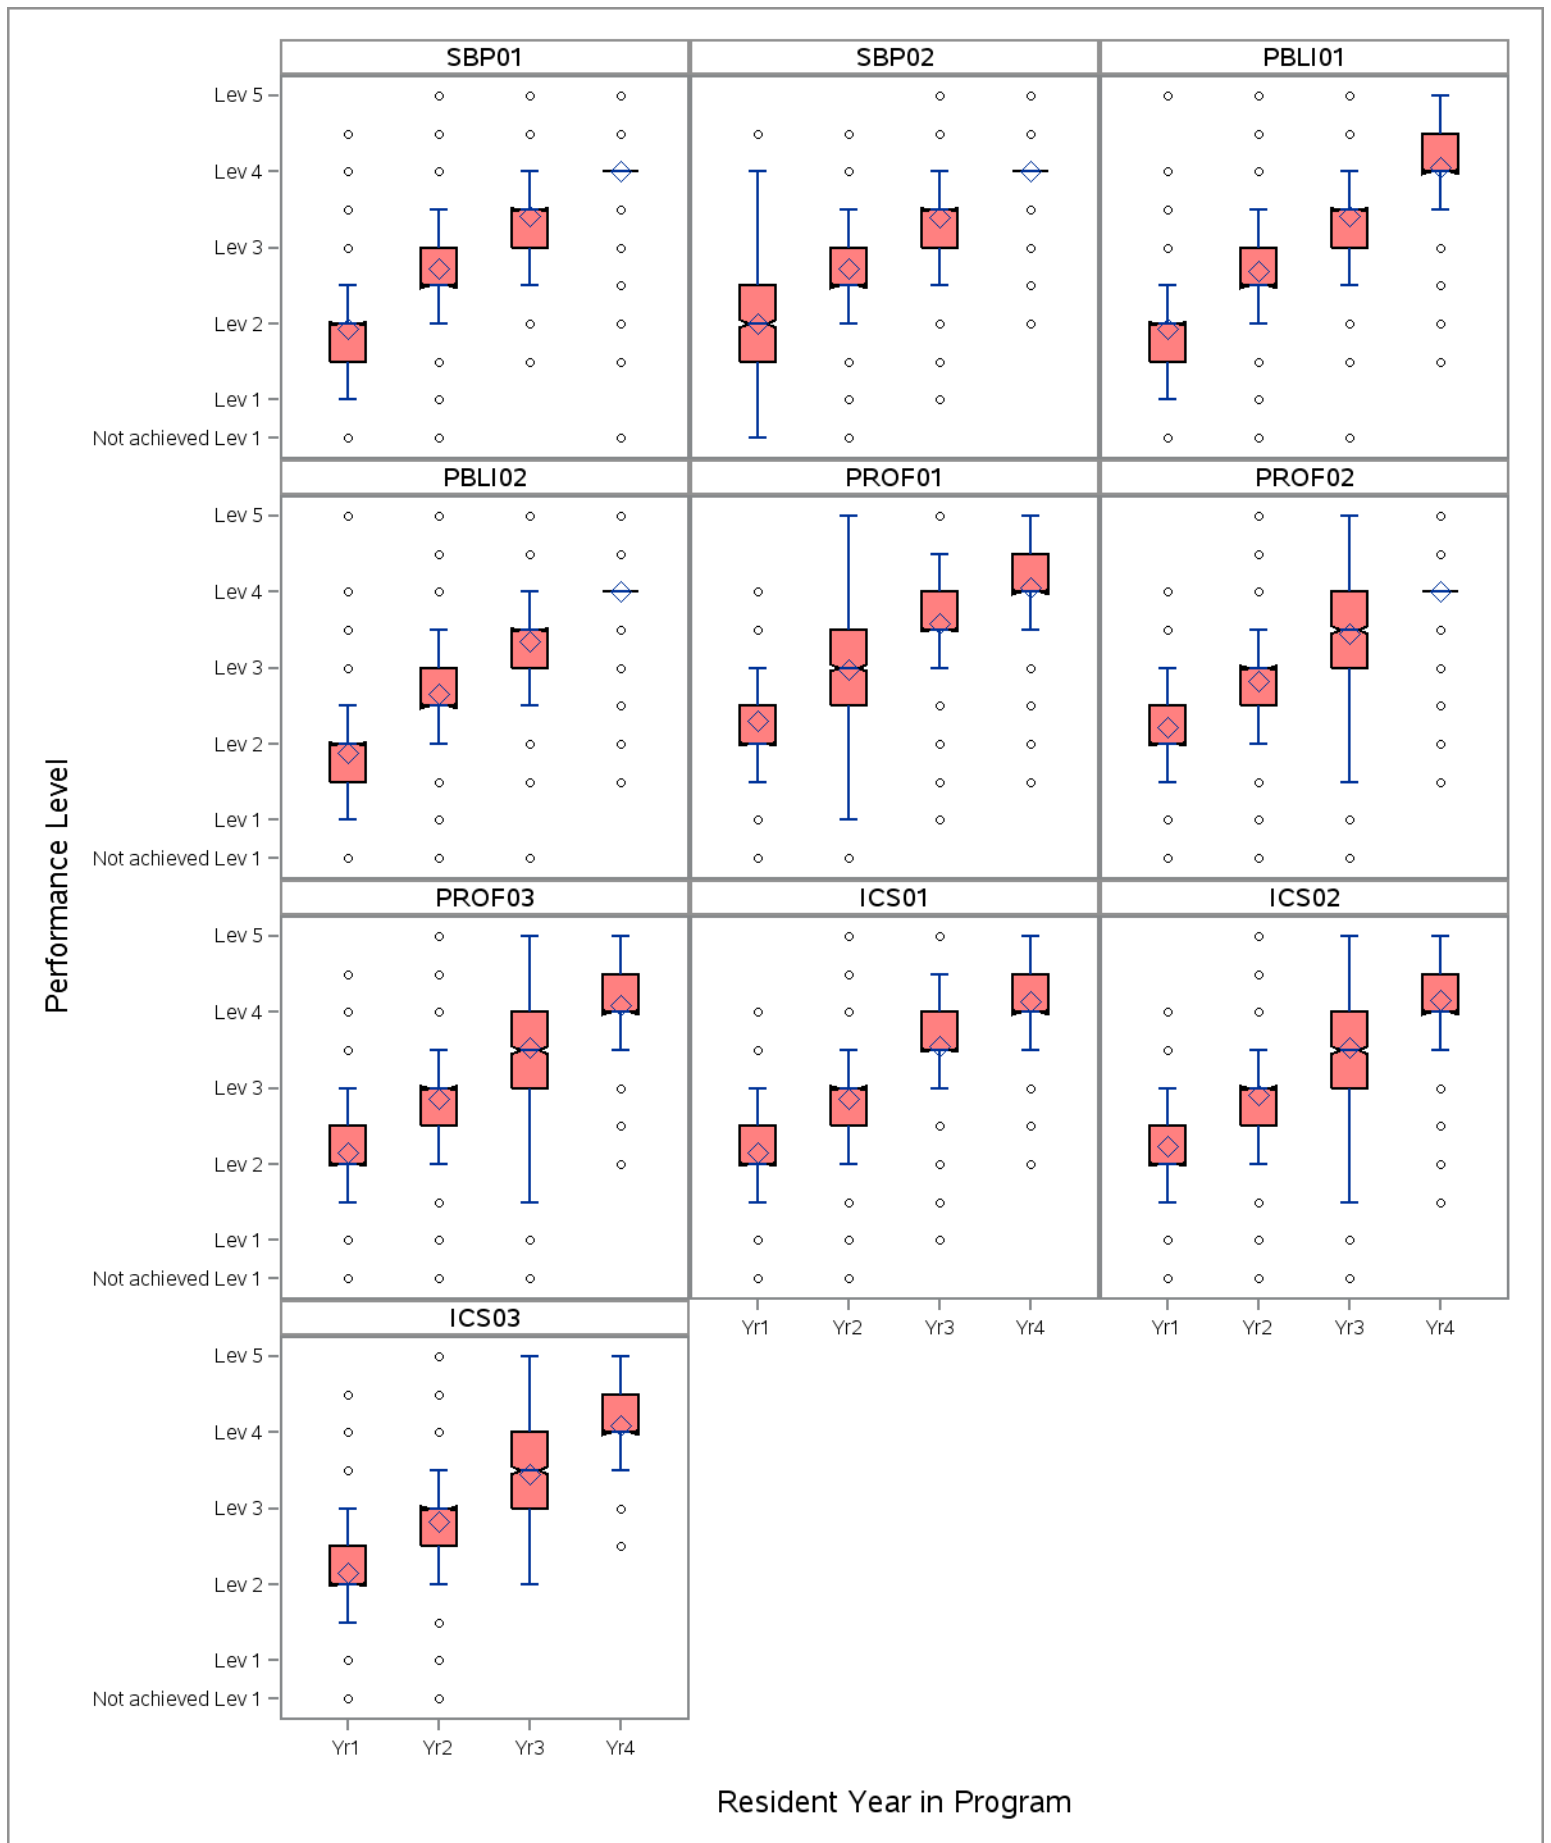 SBP01 SBP02 PBLI01
Lev 5
Lev 4
Lev 3
Lev 2
Lev 1
Not achieved Lev 1
PBLI02 PROF01 PROF02
Lev 5
Lev 4
Lev 3
Lev 2
Lev 1
Not achieved Lev 1
Performance Level
PROF03 ICS01 ICS02
Lev 5
Lev 4
Lev 3
Lev 2
Lev 1
Not achieved Lev 1
Yr1 Yr2 Yr3 Yr4 Yr1 Yr2 Yr3 Yr4
ICS03
Lev 5
Lev 4
Lev 3
Lev 2
Lev 1
Not achieved Lev 1
Yr1 Yr2 Yr3 Yr4
Resident Year in Program